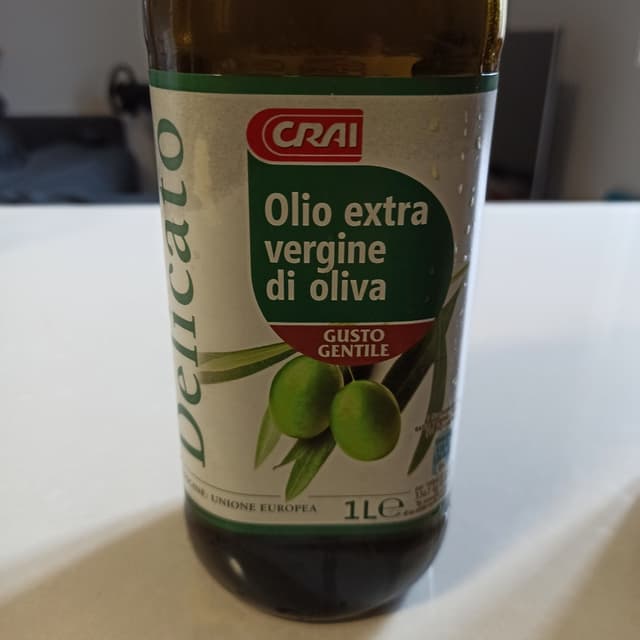 CRAI
Olio extra
vergine
di oliva
GUSTO
GENTILE
Delicato
UNIONE EUROPEA
1L℮